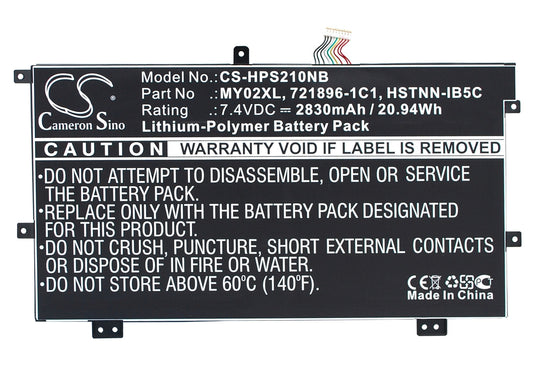 Cameron Sino
Model No.:CS-HPS210NB
Part No :MY02XL, 721896-1C1, HSTNN-IB5C
Rating :7.4VDC⎓2830mAh/20.94Wh
Lithium-Polymer Battery Pack
CAUTION WARRANTY VOID IF LABEL IS REMOVED
•DO NOT ATTEMPT TO DISASSEMBLE, OPEN OR SERVICE
THE BATTERY PACK.
•REPLACE ONLY WITH THE BATTERY PACK DESIGNATED
FOR THIS PRODUCT.
•DO NOT CRUSH, PUNCTURE, SHORT EXTERNAL CONTACTS
OR DISPOSE OF IN FIRE OR WATER.
•DO NOT STORE ABOVE 60°C (140°F)
CE
Made In China